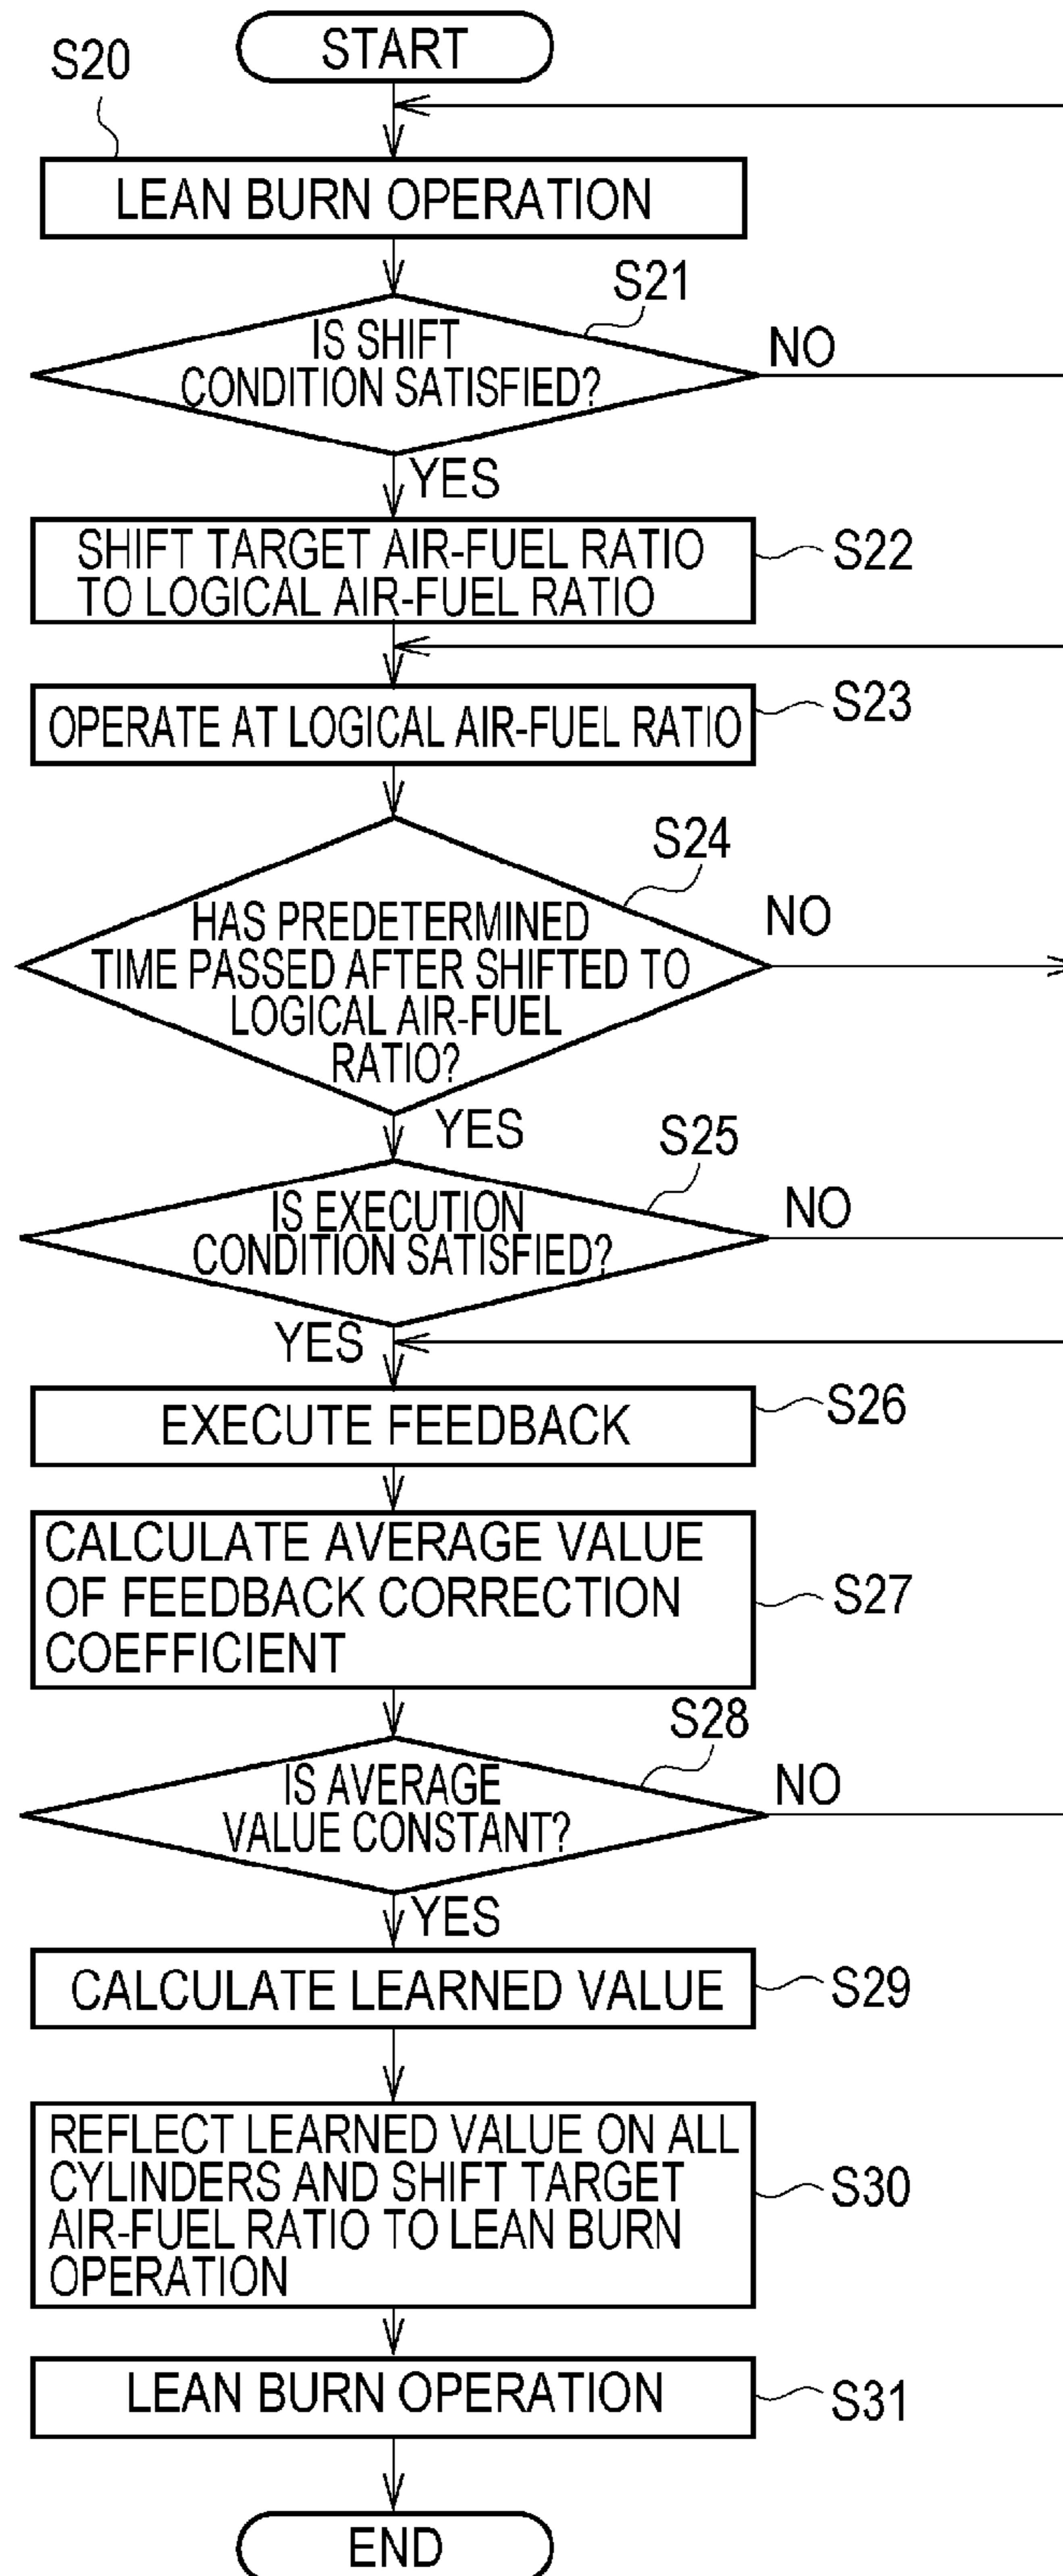 START
S20
LEAN BURN OPERATION
S21
IS SHIFT
CONDITION SATISFIED?
NO
YES
SHIFT TARGET AIR-FUEL RATIO
TO LOGICAL AIR-FUEL RATIO
S22
OPERATE AT LOGICAL AIR-FUEL RATIO
S23
S24
HAS PREDETERMINED
TIME PASSED AFTER SHIFTED TO
LOGICAL AIR-FUEL
RATIO?
NO
YES
S25
IS EXECUTION
CONDITION SATISFIED?
NO
YES
EXECUTE FEEDBACK
S26
CALCULATE AVERAGE VALUE
OF FEEDBACK CORRECTION
COEFFICIENT
S27
S28
IS AVERAGE
VALUE CONSTANT?
NO
YES
CALCULATE LEARNED VALUE
S29
REFLECT LEARNED VALUE ON ALL
CYLINDERS AND SHIFT TARGET
AIR-FUEL RATIO TO LEAN BURN
OPERATION
S30
LEAN BURN OPERATION
S31
END